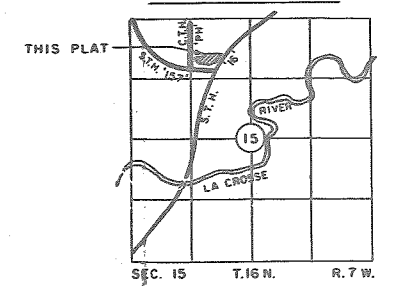 THIS PLAT
C.T.H. 'PH'
S.T.H. '157'
'16'
S.T.H.
RIVER
15
LA CROSSE
SEC. 15 T.16 N. R. 7 W.